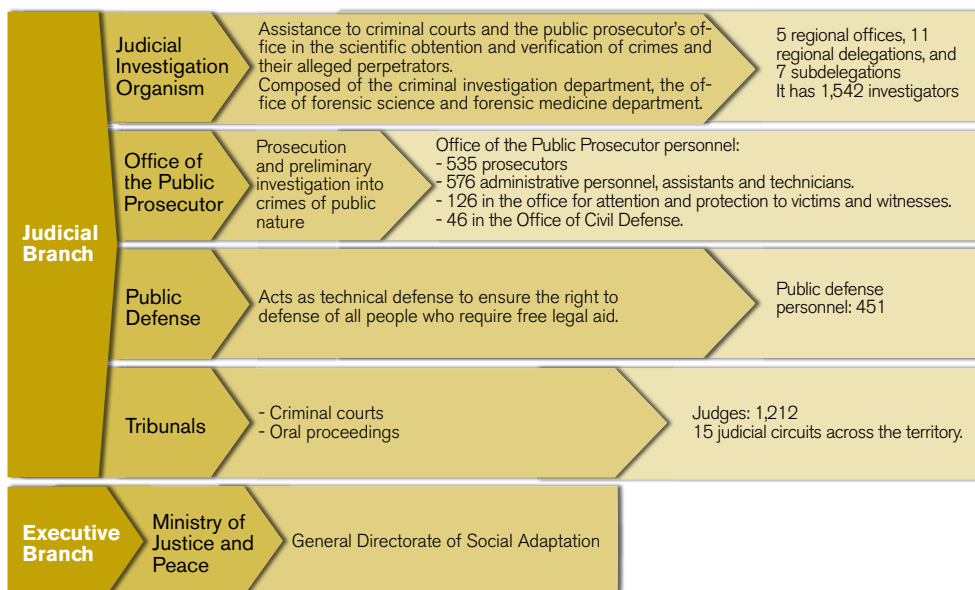 Judicial
Branch
Judicial
Investigation
Organism
Assistance to criminal courts and the public prosecutor's of-
fice in the scientific obtention and verification of crimes and
their alleged perpetrators.
Composed of the criminal investigation department, the of-
fice of forensic science and forensic medicine department.
5 regional offices, 11
regional delegations, and
7 subdelegations
It has 1,542 investigators
Office of
the Public
Prosecutor
Prosecution
and preliminary
investigation into
crimes of public
nature
Office of the Public Prosecutor personnel:
- 535 prosecutors
- 576 administrative personnel, assistants and technicians.
- 126 in the office for attention and protection to victims and witnesses.
- 46 in the Office of Civil Defense.
Public
Defense
Acts as technical defense to ensure the right to
defense of all people who require free legal aid.
Public defense
personnel: 451
Tribunals
- Criminal courts
- Oral proceedings
Judges: 1,212
15 judicial circuits across the territory.
Executive
Branch
Ministry of
Justice and
Peace
General Directorate of Social Adaptation